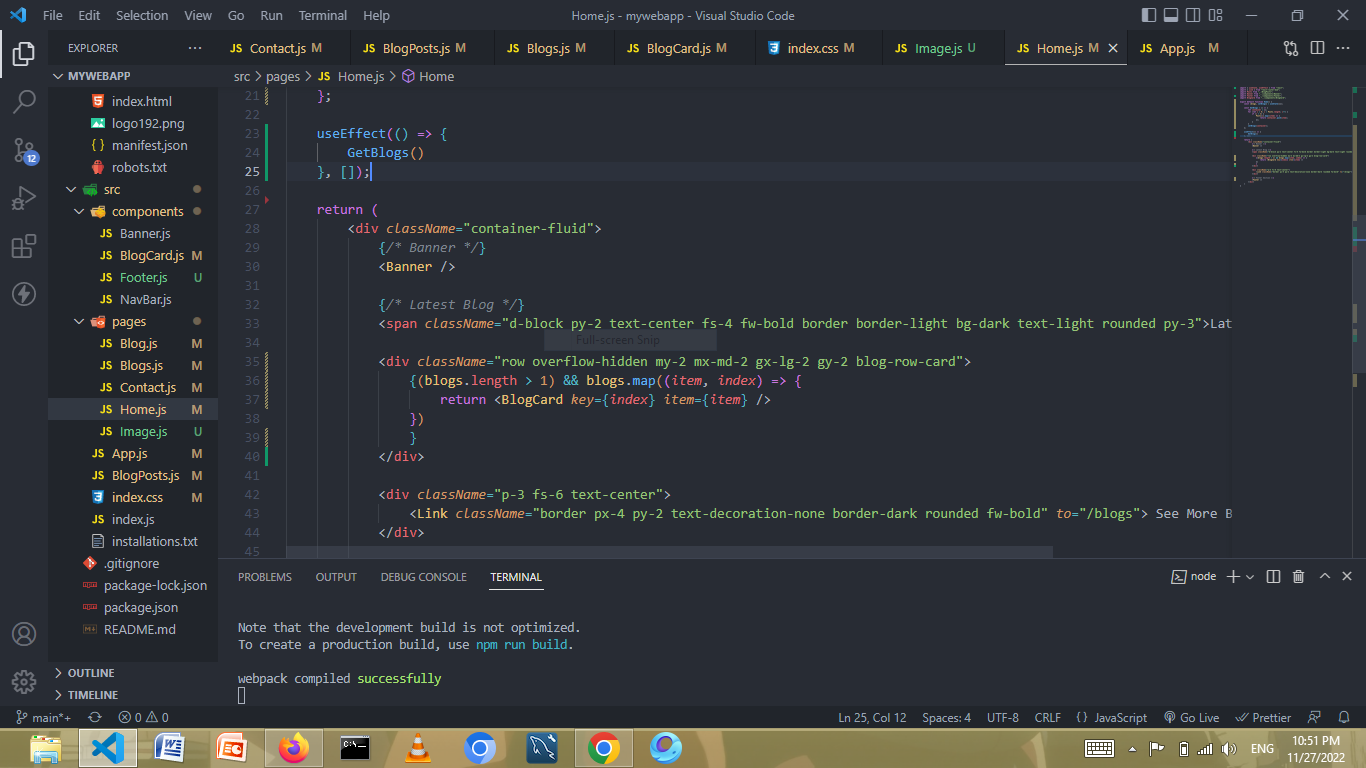 File Edit Selection View Go Run Terminal Help Home.js - mywebapp - Visual Studio Code
EXPLORER
JS Contact.js M JS BlogPosts.js M JS Blogs.js M JS BlogCard.js M index.css M JS Image.js U JS Home.js M JS App.js M
MYWEBAPP
src > pages > JS Home.js > Home
index.html
logo192.png
manifest.json
robots.txt
src
components
JS Banner.js
JS BlogCard.js M
JS Footer.js U
JS NavBar.js
pages
JS Blog.js M
JS Blogs.js M
JS Contact.js M
JS Home.js M
JS Image.js U
JS App.js M
JS BlogPosts.js M
index.css M
JS index.js
installations.txt
.gitignore
package-lock.json
package.json
README.md
OUTLINE
TIMELINE
12
21 };
22
23 useEffect(() => {
24 GetBlogs()
25 }, []);
26
27 return (
28 <div className="container-fluid">
29 {/* Banner */}
30 <Banner />
31
32 {/* Latest Blog */}
33 <span className="d-block py-2 text-center fs-4 fw-bold border border-light bg-dark text-light rounded py-3">Lat
34
Full-screen Snip
35 <div className="row overflow-hidden my-2 mx-md-2 gx-lg-2 gy-2 blog-row-card">
36 {(blogs.length > 1) && blogs.map((item, index) => {
37 return <BlogCard key={index} item={item} />
38 })
39 }
40 </div>
41
42 <div className="p-3 fs-6 text-center">
43 <Link className="border px-4 py-2 text-decoration-none border-dark rounded fw-bold" to="/blogs"> See More B
44 </div>
45
PROBLEMS OUTPUT DEBUG CONSOLE TERMINAL node
Note that the development build is not optimized.
To create a production build, use npm run build.
webpack compiled successfully
main*+ 0 0 Ln 25, Col 12 Spaces: 4 UTF-8 CRLF {} JavaScript Go Live Prettier
C:\ ENG 10:51 PM
11/27/2022